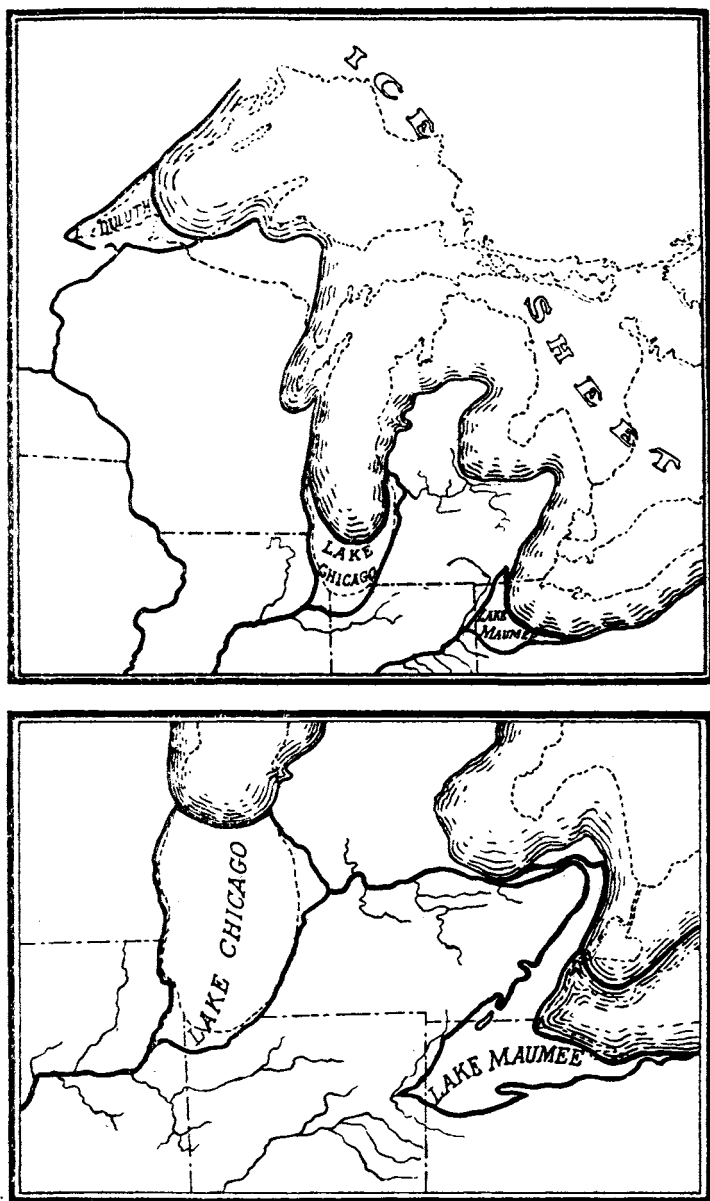 ICE
SHEET
L. DULUTH
LAKE
CHICAGO
LAKE
MAUMEE
LAKE CHICAGO
LAKE MAUMEE